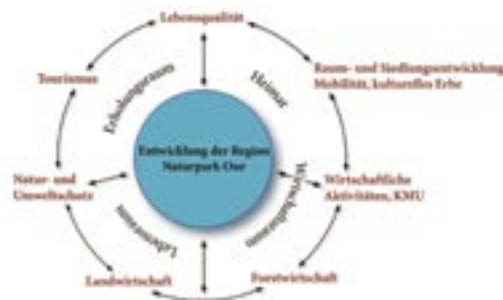 Lebensqualität
Tourismus
Erholungsraum
Heimat
Raum- und Siedlungsentwicklung
Mobilität, kulturelles Erbe
Entwicklung der Region
Naturpark Our
Natur- und
Umweltschutz
Wirtschaftliche
Aktivitäten, KMU
Lebensraum
Wirtschaftsraum
Landwirtschaft
Forstwirtschaft